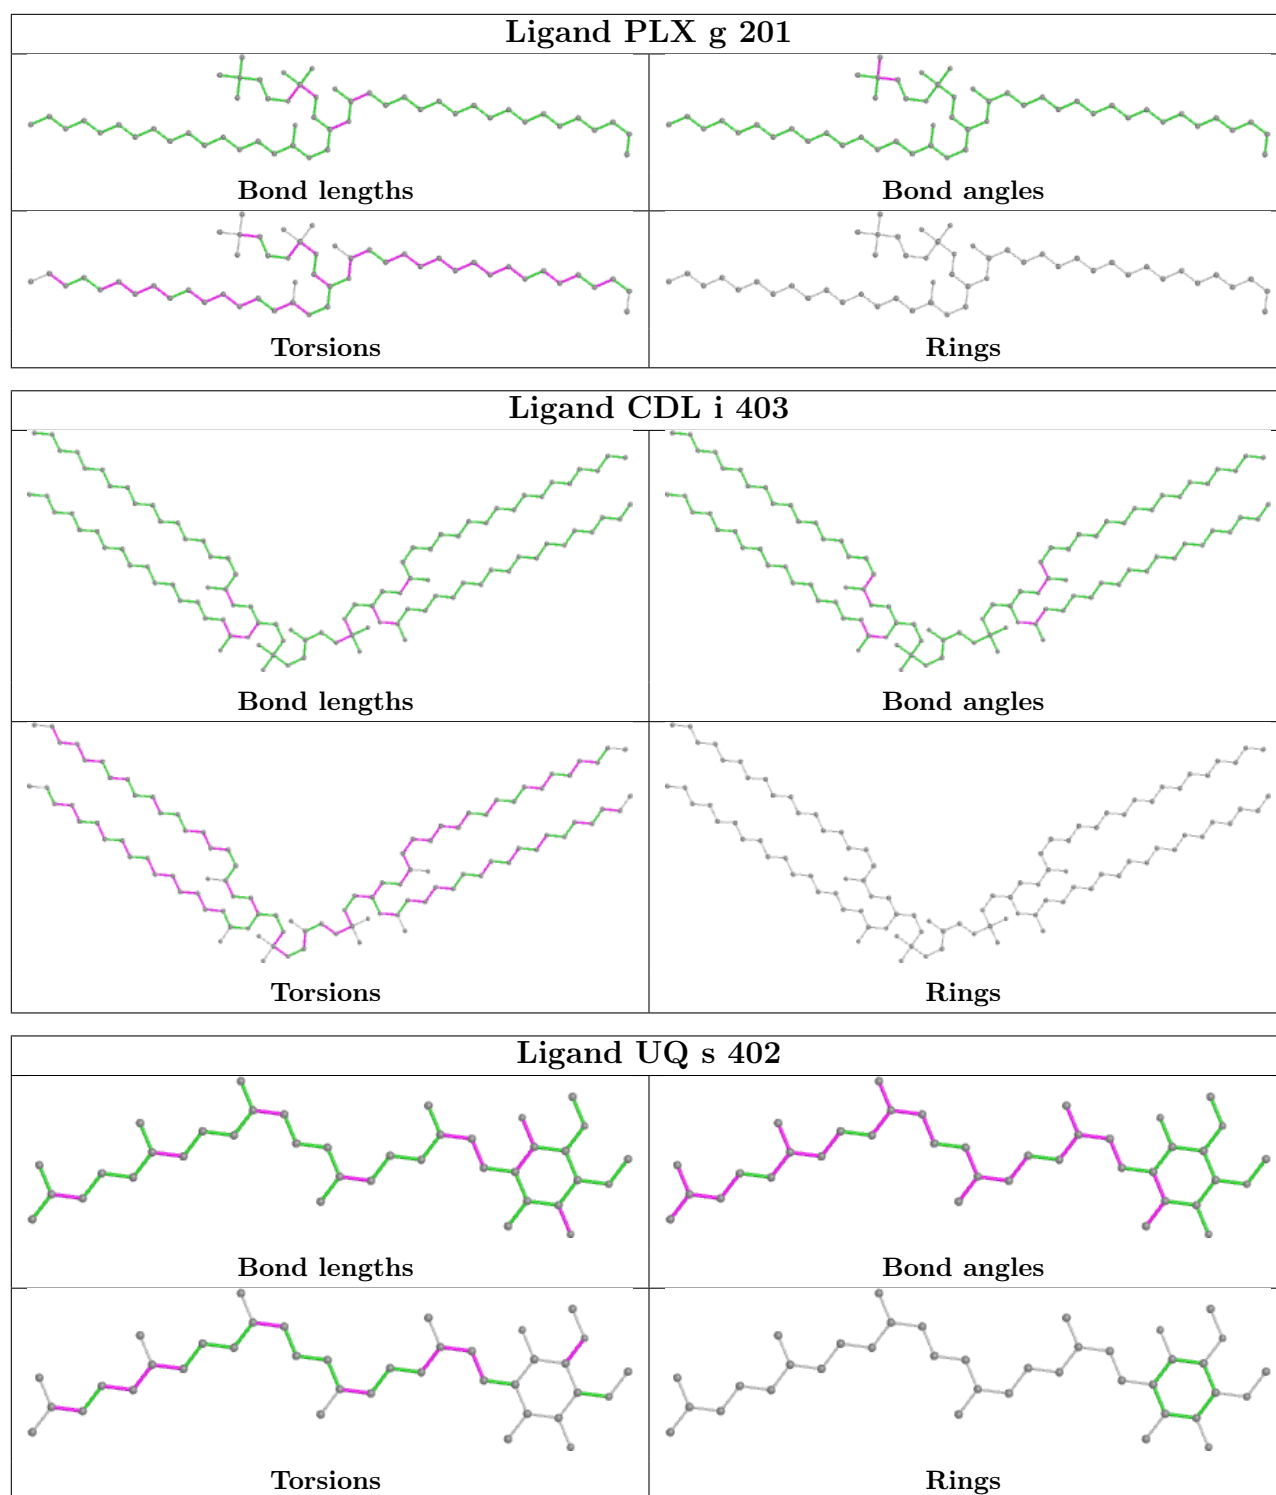 Ligand PLX g 201
Bond lengths
Bond angles
Torsions
Rings
Ligand CDL i 403
Bond lengths
Bond angles
Torsions
Rings
Ligand UQ s 402
Bond lengths
Bond angles
Torsions
Rings